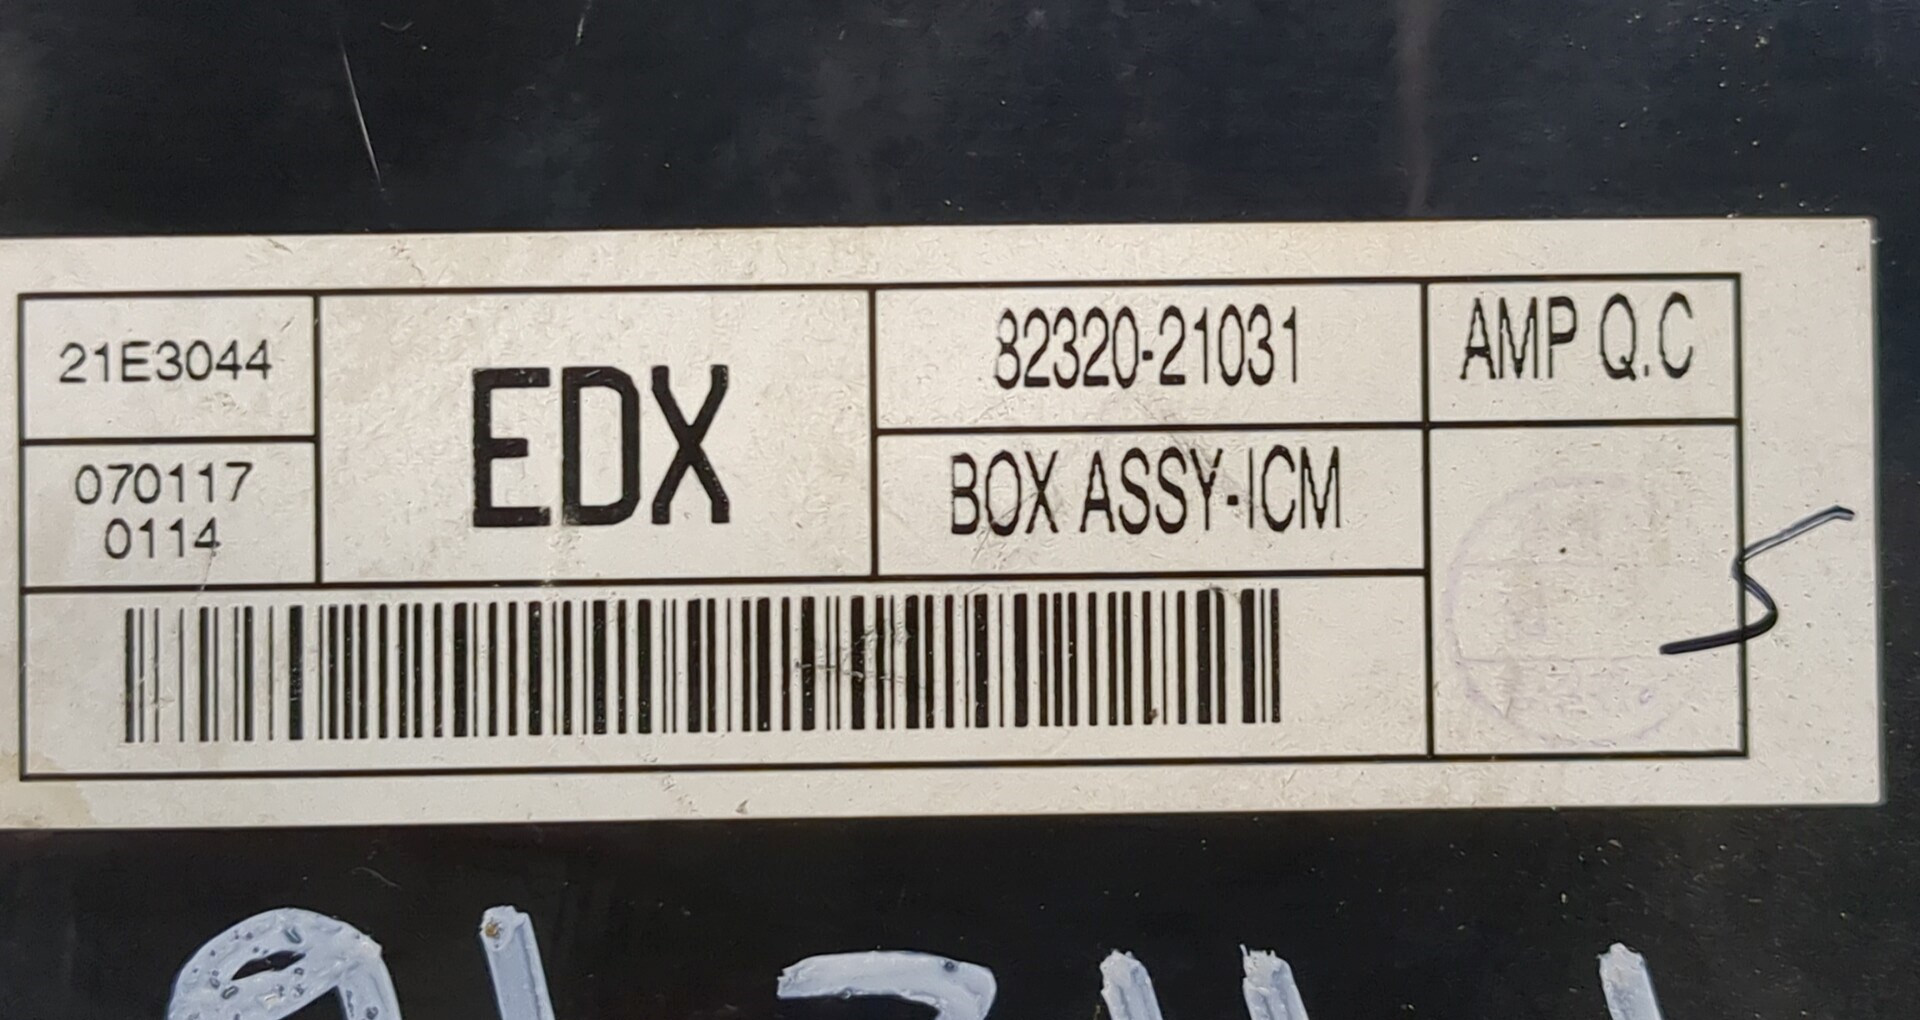 21E3044
EDX
82320-21031
AMP Q.C
070117
0114
BOX ASSY-ICM
5